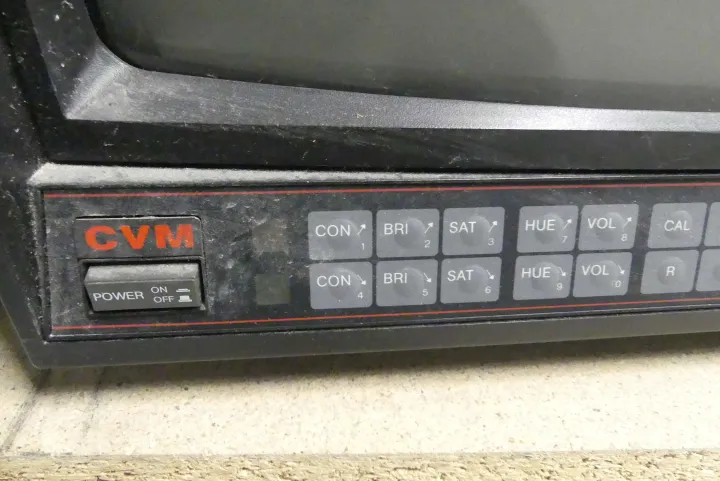 CVM
POWER ON
OFF
CON 1 BRI 2 SAT 3 HUE 7 VOL 8 CAL
CON 4 BRI 5 SAT 6 HUE 9 VOL 0 R